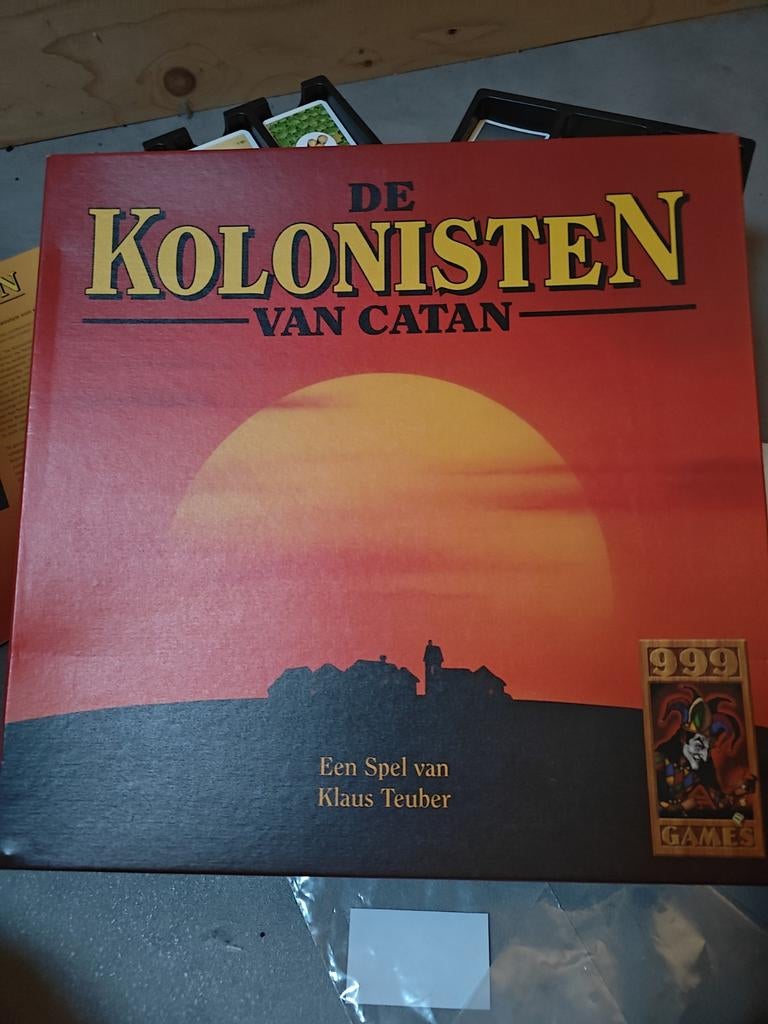 DE
KOLONISTEN
VAN CATAN
N
Een Spel van
Klaus Teuber
999
GAMES